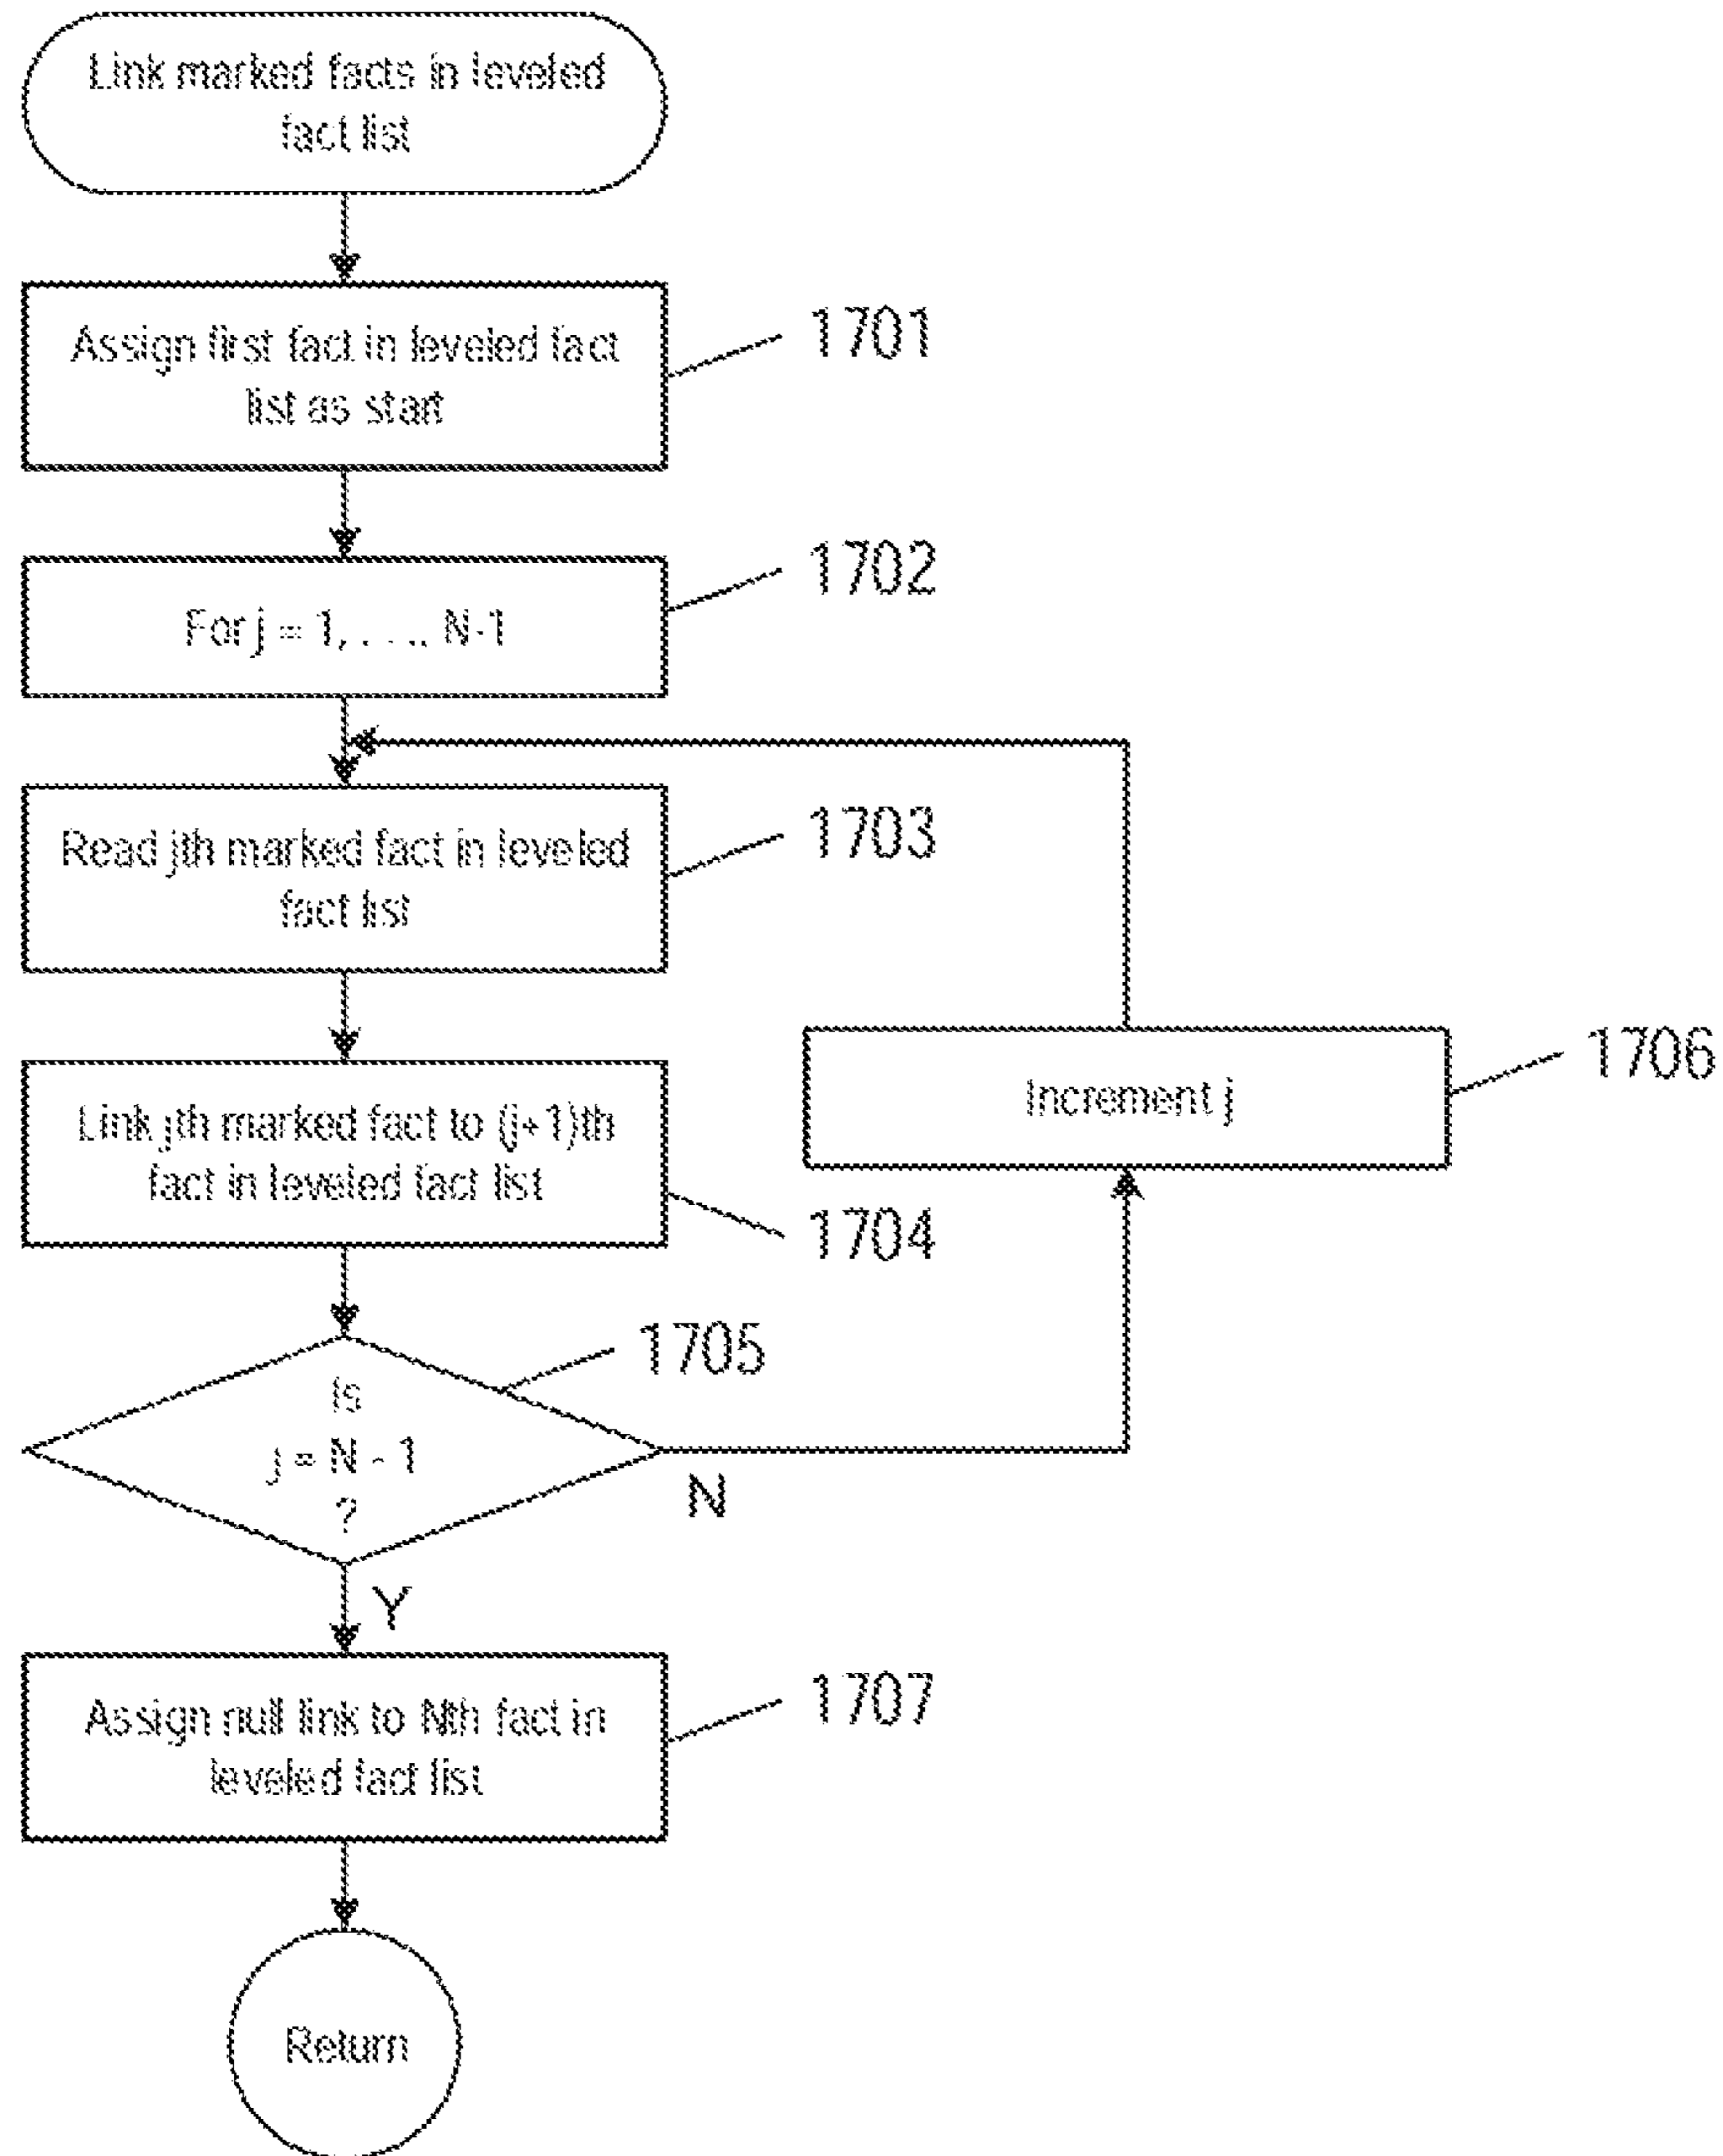 Link marked facts in leveled
fact list
Assign first fact in leveled fact
list as start
1701
For j = 1, . . ., N-1
1702
Read jth marked fact in leveled
fact list
1703
Link jth marked fact to (j+1)th
fact in leveled fact list
1704
Increment j
1706
Is
j = N - 1
?
1705
N
Y
Assign null link to Nth fact in
leveled fact list
1707
Return